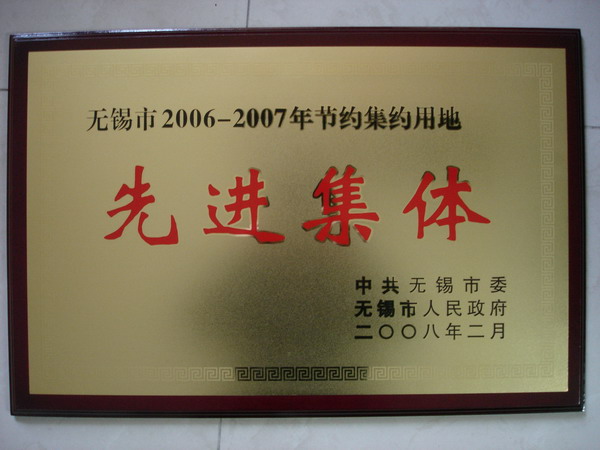 无锡市2006-2007年节约集约用地
先进集体
中共无锡市委
无锡市人民政府
二〇〇八年二月